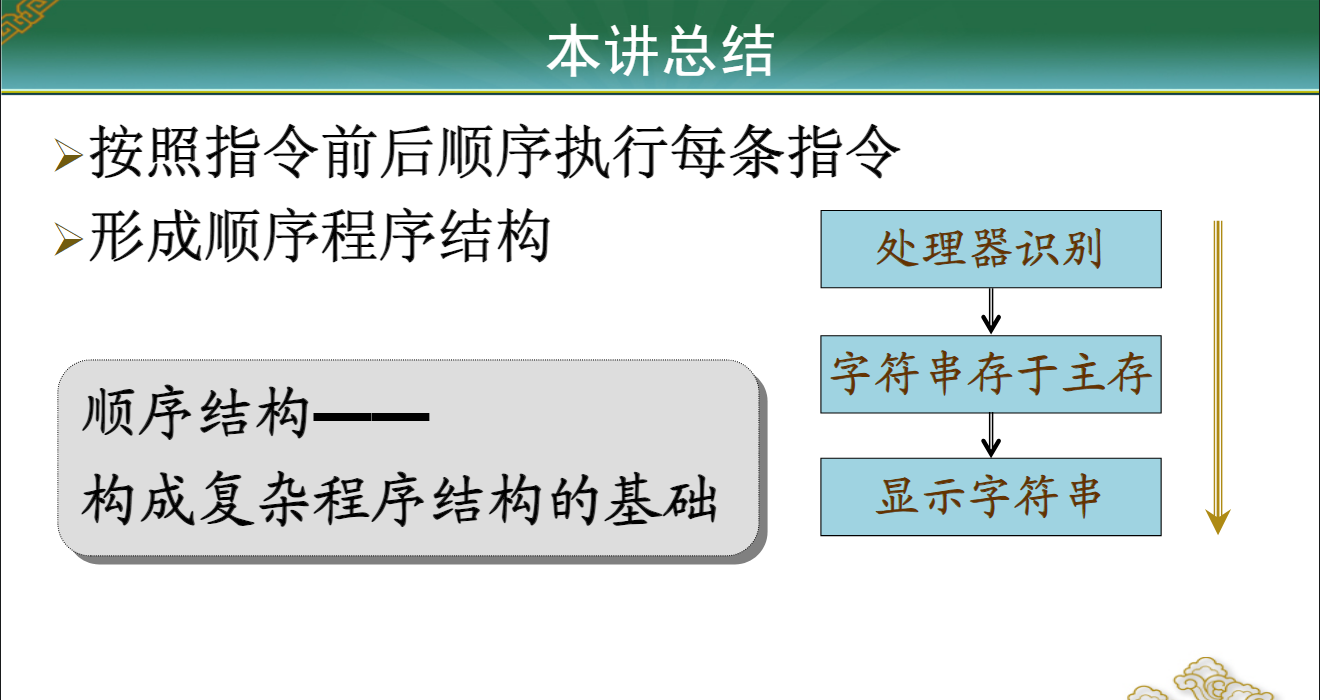 本讲总结
按照指令前后顺序执行每条指令
形成顺序程序结构
处理器识别
字符串存于主存
显示字符串
顺序结构——
构成复杂程序结构的基础